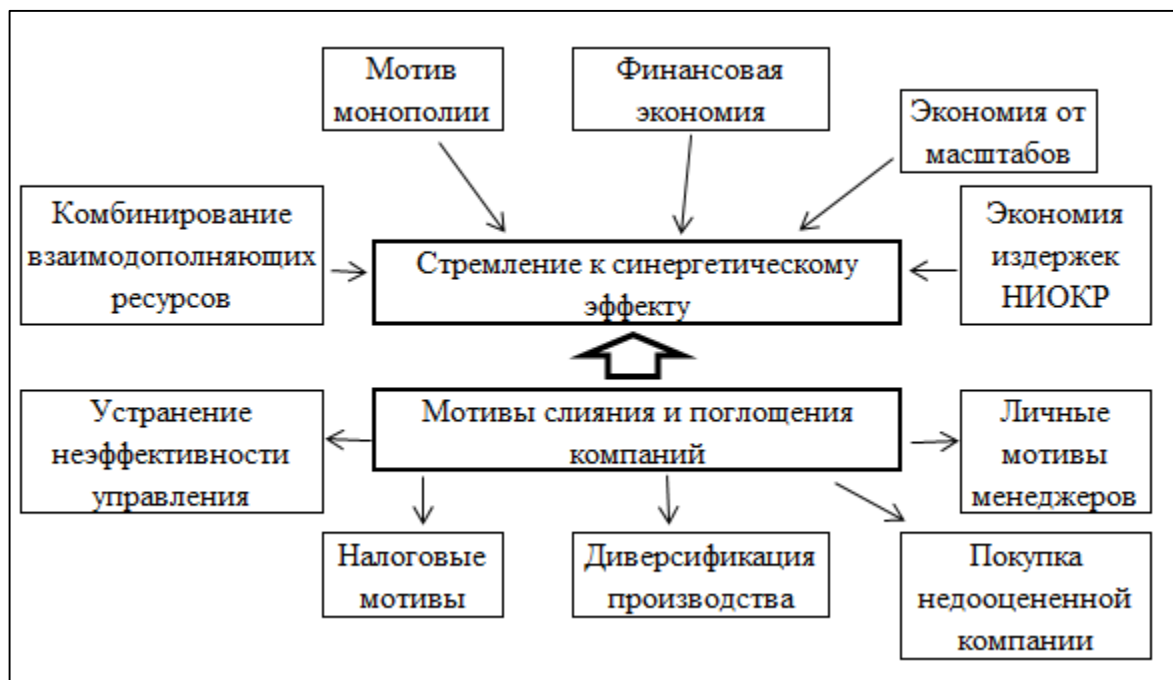 Мотив
монополии
Финансовая
экономия
Экономия от
масштабов
Комбинирование
взаимодополняющих
ресурсов
Стремление к синергетическому
эффекту
Экономия
издержек
НИОКР
Устранение
неэффективности
управления
Мотивы слияния и поглощения
компаний
Личные
мотивы
менеджеров
Налоговые
мотивы
Диверсификация
производства
Покупка
недооцененной
компании